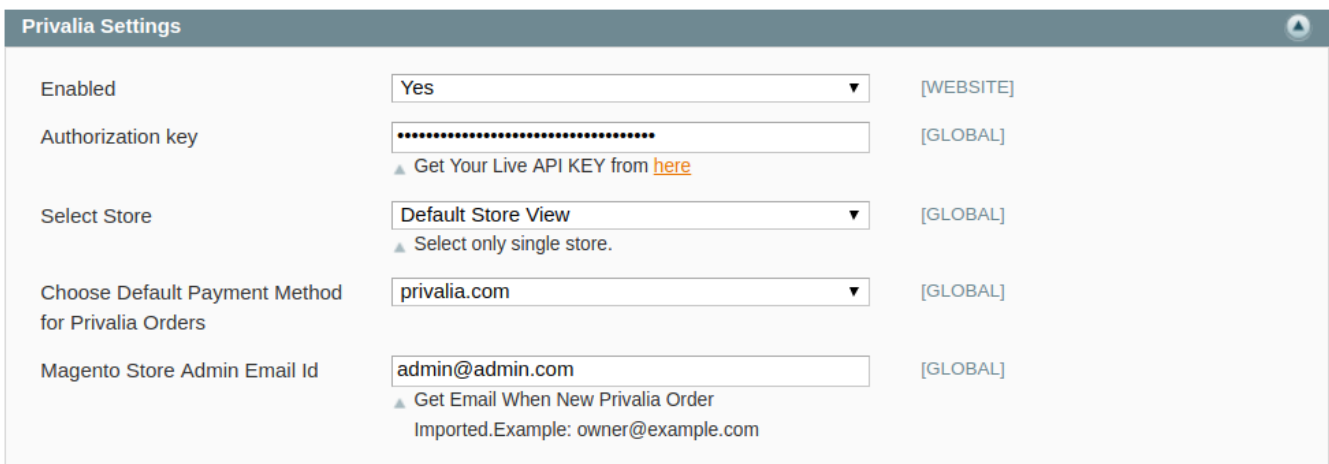 Privalia Settings
Enabled Yes [WEBSITE]
Authorization key •••••••••••••••••••••••••••••••••••• [GLOBAL]
Get Your Live API KEY from here
Select Store Default Store View [GLOBAL]
Select only single store.
Choose Default Payment Method privalia.com [GLOBAL]
for Privalia Orders
Magento Store Admin Email Id admin@admin.com [GLOBAL]
Get Email When New Privalia Order
Imported.Example: owner@example.com